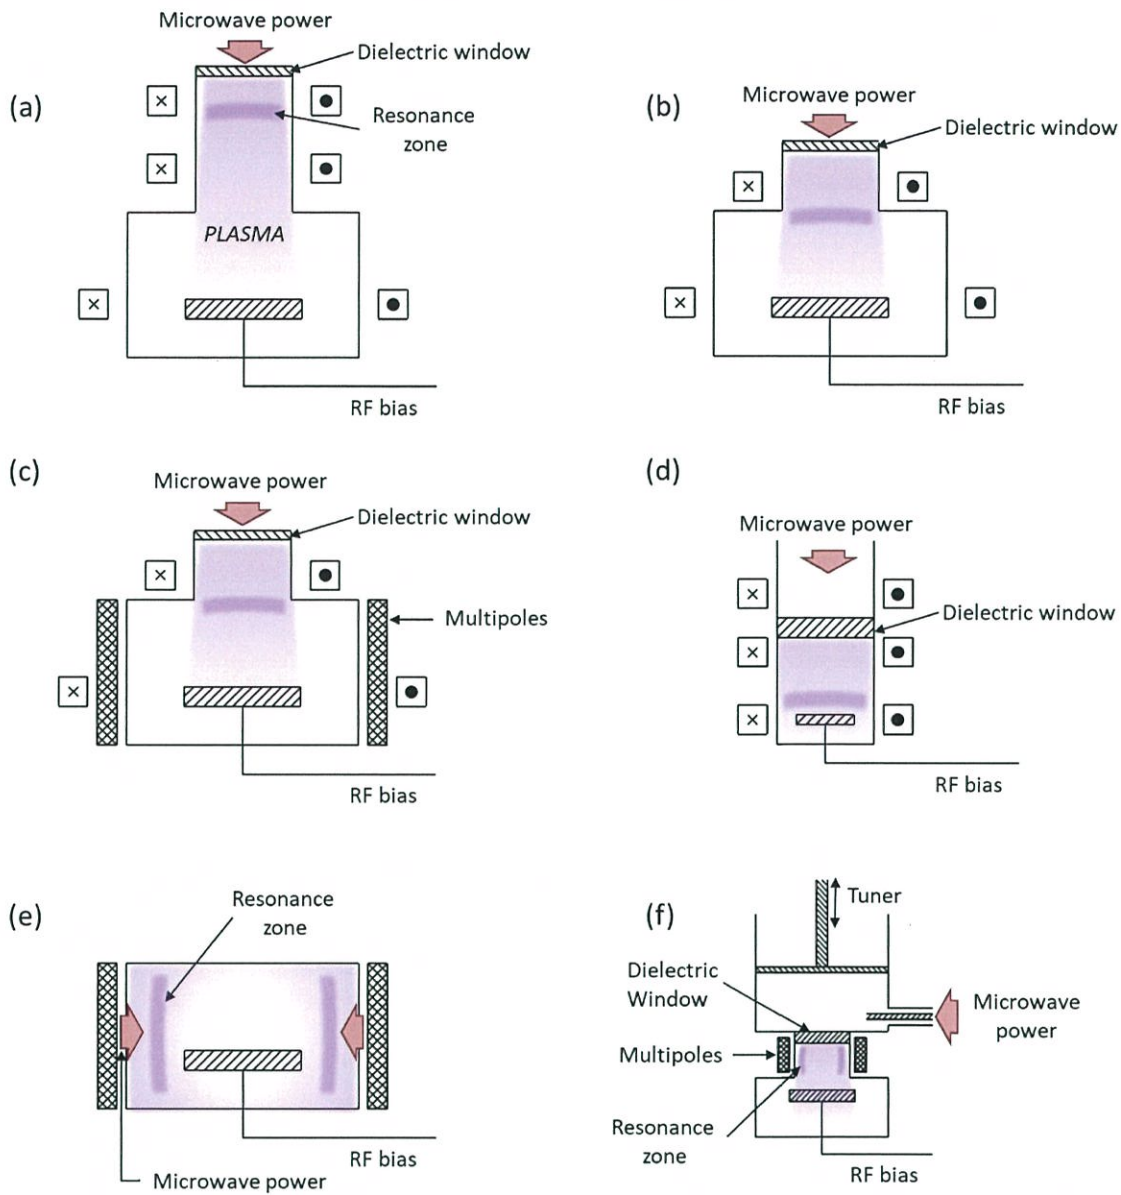 (a)
Microwave power
Dielectric window
Resonance
zone
PLASMA
RF bias
(b)
Microwave power
Dielectric window
RF bias
(c)
Microwave power
Dielectric window
Multipoles
RF bias
(d)
Microwave power
Dielectric window
RF bias
(e)
Resonance
zone
RF bias
Microwave power
(f)
Tuner
Dielectric
Window
Microwave
power
Multipoles
Resonance
zone
RF bias